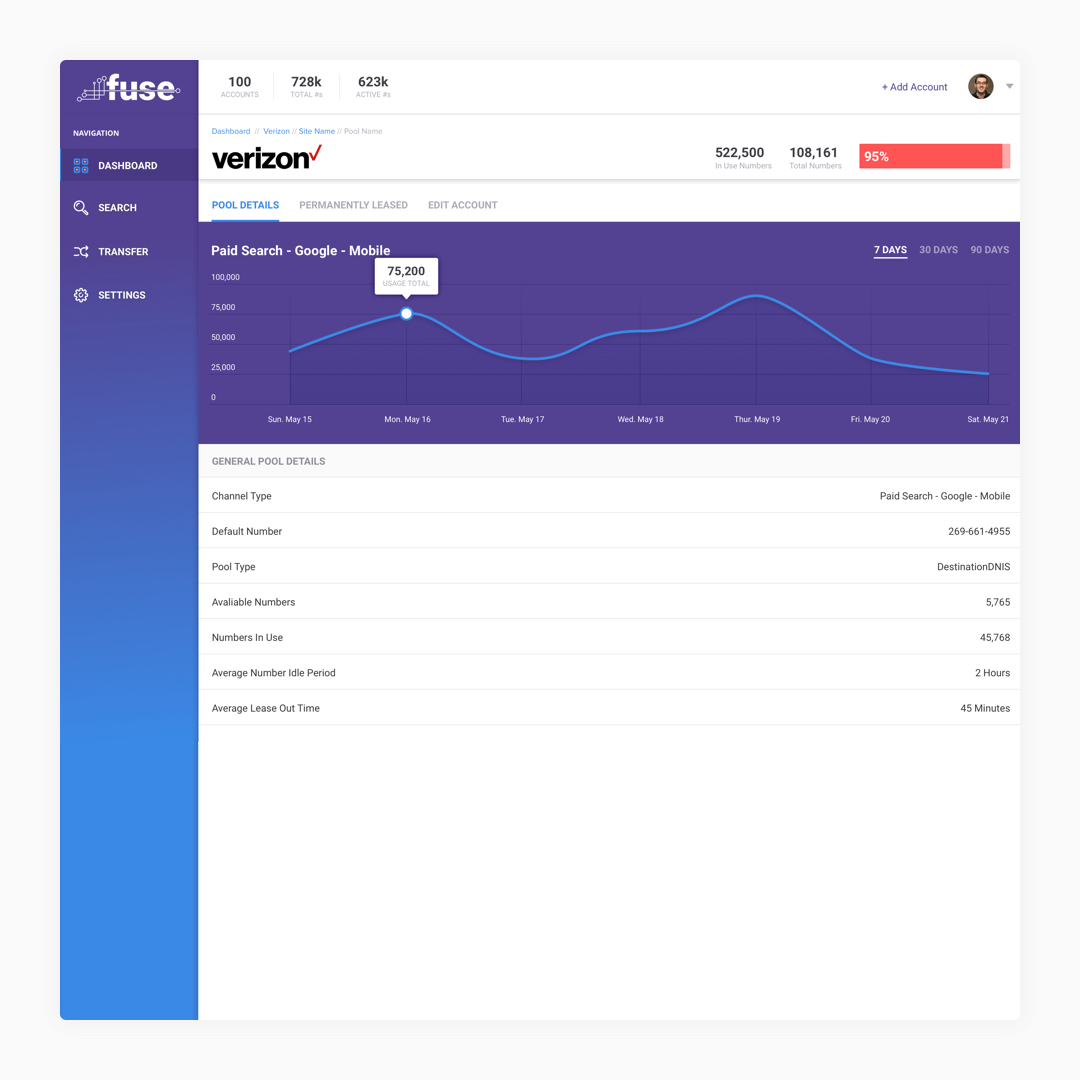 fuse
100
ACCOUNTS
728k
TOTAL #s
623k
ACTIVE #s
+ Add Account
NAVIGATION
DASHBOARD
SEARCH
TRANSFER
SETTINGS
Dashboard // Verizon // Site Name // Pool Name
verizon
522,500
In Use Numbers
108,161
Total Numbers
95%
POOL DETAILS PERMANENTLY LEASED EDIT ACCOUNT
Paid Search - Google - Mobile
7 DAYS 30 DAYS 90 DAYS
75,200
USAGE TOTAL
100,000
75,000
50,000
25,000
0
Sun. May 15 Mon. May 16 Tue. May 17 Wed. May 18 Thur. May 19 Fri. May 20 Sat. May 21
GENERAL POOL DETAILS
Channel Type Paid Search - Google - Mobile
Default Number 269-661-4955
Pool Type DestinationDNIS
Avaliable Numbers 5,765
Numbers In Use 45,768
Average Number Idle Period 2 Hours
Average Lease Out Time 45 Minutes